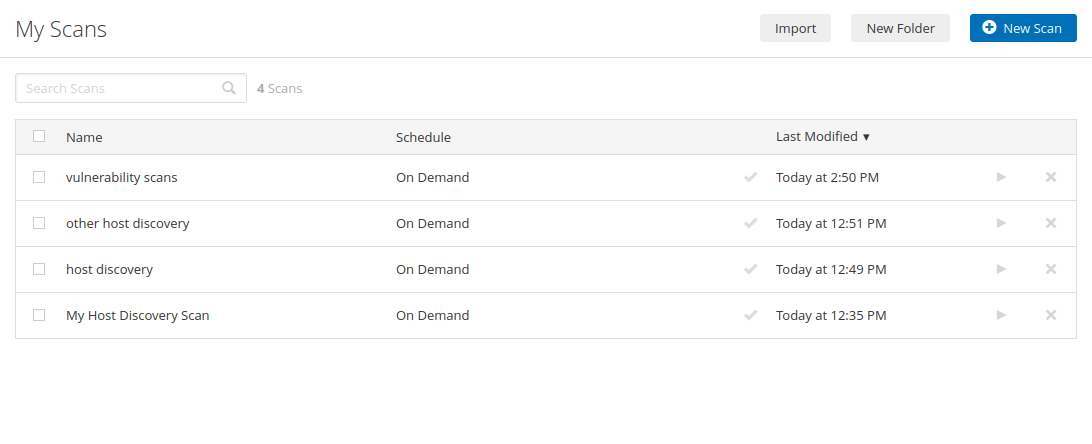 My Scans Import New Folder New Scan
Search Scans 4 Scans
Name Schedule Last Modified ▼
vulnerability scans On Demand Today at 2:50 PM
other host discovery On Demand Today at 12:51 PM
host discovery On Demand Today at 12:49 PM
My Host Discovery Scan On Demand Today at 12:35 PM